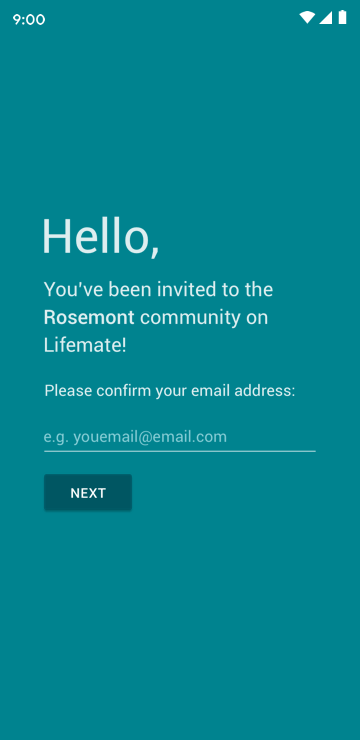 9:00
Hello,
You've been invited to the
Rosemont community on
Lifemate!
Please confirm your email address:
e.g. youemail@email.com
NEXT